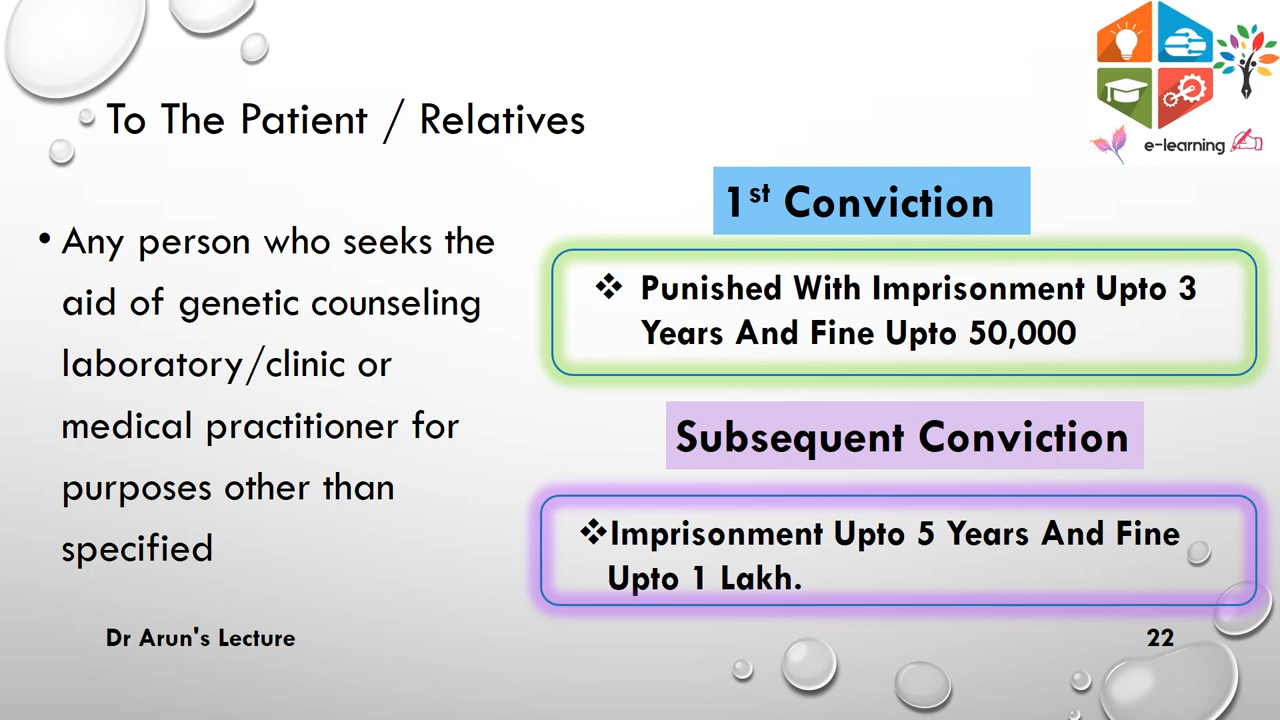 To The Patient / Relatives
e-learning
• Any person who seeks the
aid of genetic counseling
laboratory/clinic or
medical practitioner for
purposes other than
specified
1st Conviction
❖ Punished With Imprisonment Upto 3
Years And Fine Upto 50,000
Subsequent Conviction
❖Imprisonment Upto 5 Years And Fine
Upto 1 Lakh.
Dr Arun's Lecture
22